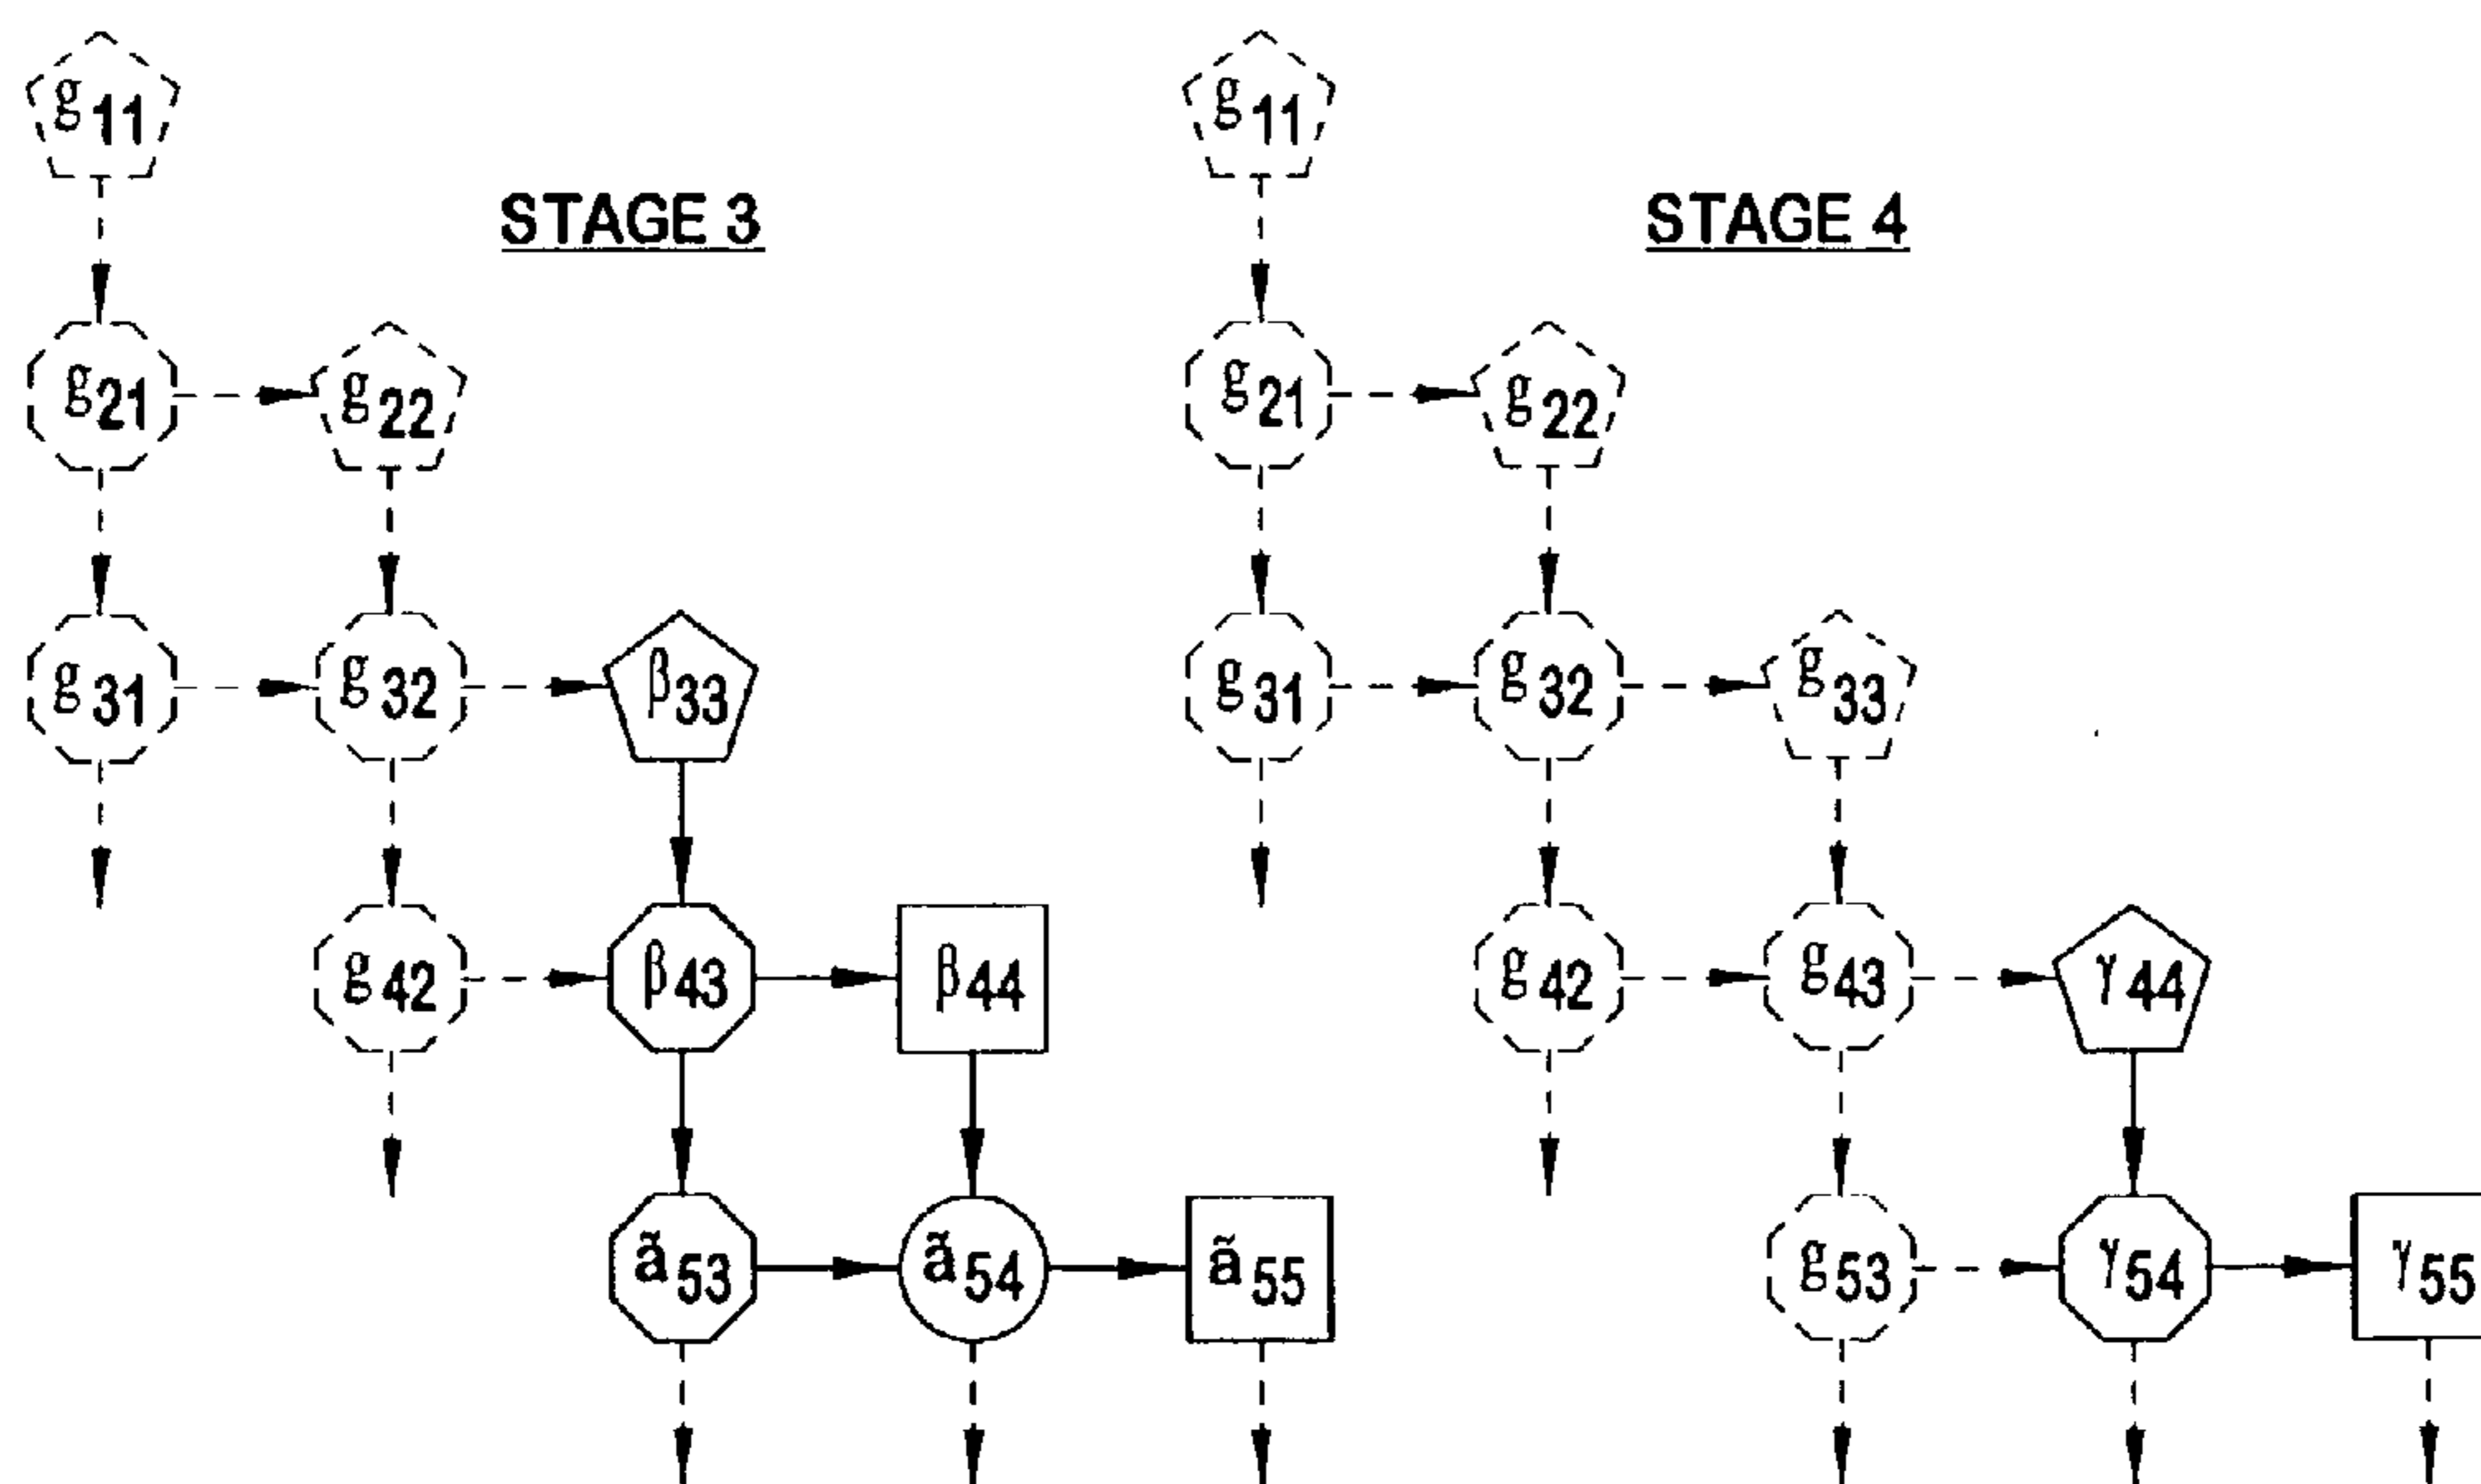 g11
g11
STAGE 3
STAGE 4
g21 g22
g21 g22
g31 g32 β33
g31 g32 g33
g42 β43 β44
g42 g43 γ44
ã53 ã54 ã55
g53 γ54 γ55